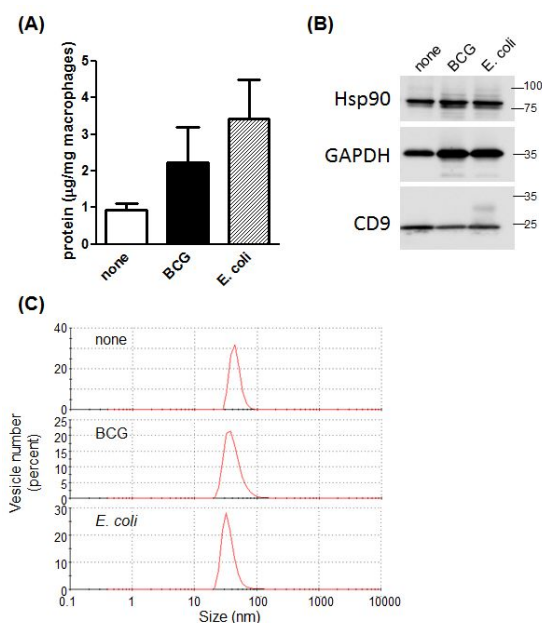 (A)
protein (µg/mg macrophages)
5
4
3
2
1
0
none
BCG
E. coli
(B)
none
BCG
E. coli
Hsp90
100
75
GAPDH
35
CD9
35
25
(C)
Vesicle number
(percent)
40
30
20
10
0
none
25
20
15
10
5
0
BCG
30
20
10
0
E. coli
0.1 1 10 100 1000 10000
Size (nm)